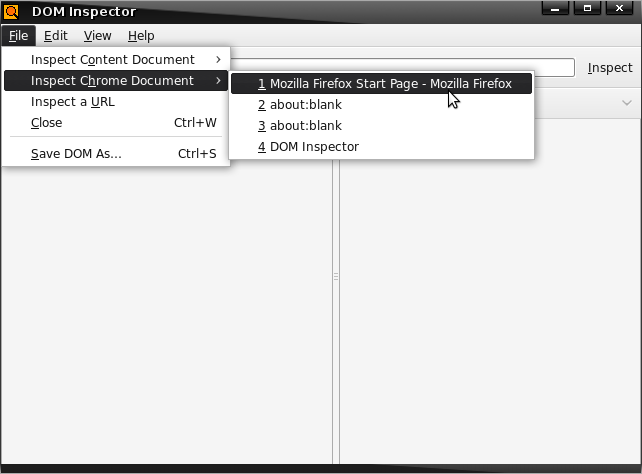 DOM Inspector
File Edit View Help
Inspect Content Document
Inspect Chrome Document
Inspect a URL
Close Ctrl+W
Save DOM As... Ctrl+S
1 Mozilla Firefox Start Page - Mozilla Firefox
2 about:blank
3 about:blank
4 DOM Inspector
Inspect